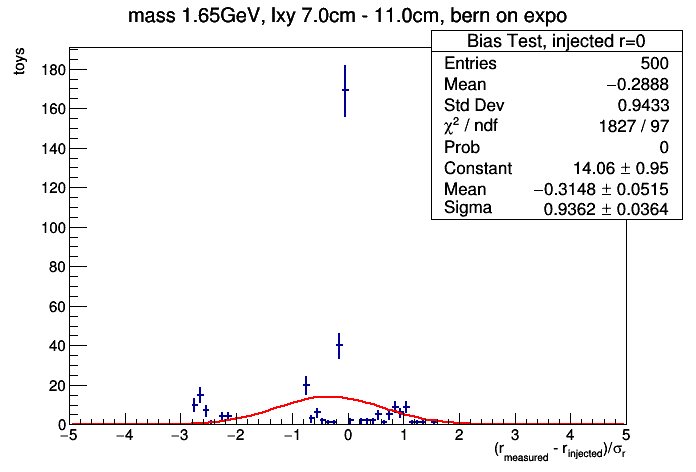 mass 1.65GeV, lxy 7.0cm - 11.0cm, bern on expo
Bias Test, injected r=0
Entries 500
Mean −0.2888
Std Dev 0.9433
χ² / ndf 1827 / 97
Prob 0
Constant 14.06 ± 0.95
Mean −0.3148 ± 0.0515
Sigma 0.9362 ± 0.0364
toys
180
160
140
120
100
80
60
40
20
0
−5 −4 −3 −2 −1 0 1 2 3 4 5
(r_measured - r_injected)/σ_r